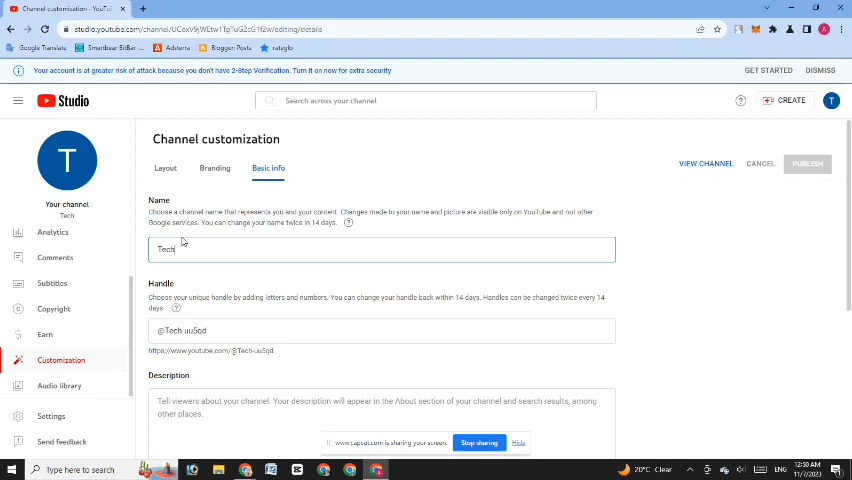 Channel customization - YouTu
studio.youtube.com/channel/UCoxV9jWEtw1TgTuG2cG1f2w/editing/details
Google Translate
Smartbear BitBar -...
Adsterra
Blogger: Posts
rateglo
Your account is at greater risk of attack because you don't have 2-Step Verification. Turn it on now for extra security
GET STARTED
DISMISS
Studio
Search across your channel
CREATE
T
Channel customization
T
Layout
Branding
Basic info
VIEW CHANNEL
CANCEL
PUBLISH
Your channel
Tech
Name
Choose a channel name that represents you and your content. Changes made to your name and picture are visible only on YouTube and not other
Google services. You can change your name twice in 14 days.
Analytics
Comments
Subtitles
Copyright
Earn
Customization
Audio library
Settings
Send feedback
Tech
Handle
Choose your unique handle by adding letters and numbers. You can change your handle back within 14 days. Handles can be changed twice every 14
days.
@Tech-uu5qd
https://www.youtube.com/@Tech-uu5qd
Description
Tell viewers about your channel. Your description will appear in the About section of your channel and search results, among
other places.
www.capcut.com is sharing your screen.
Stop sharing
Hide
Type here to search
20°C Clear
ENG
12:50 AM
11/7/2023